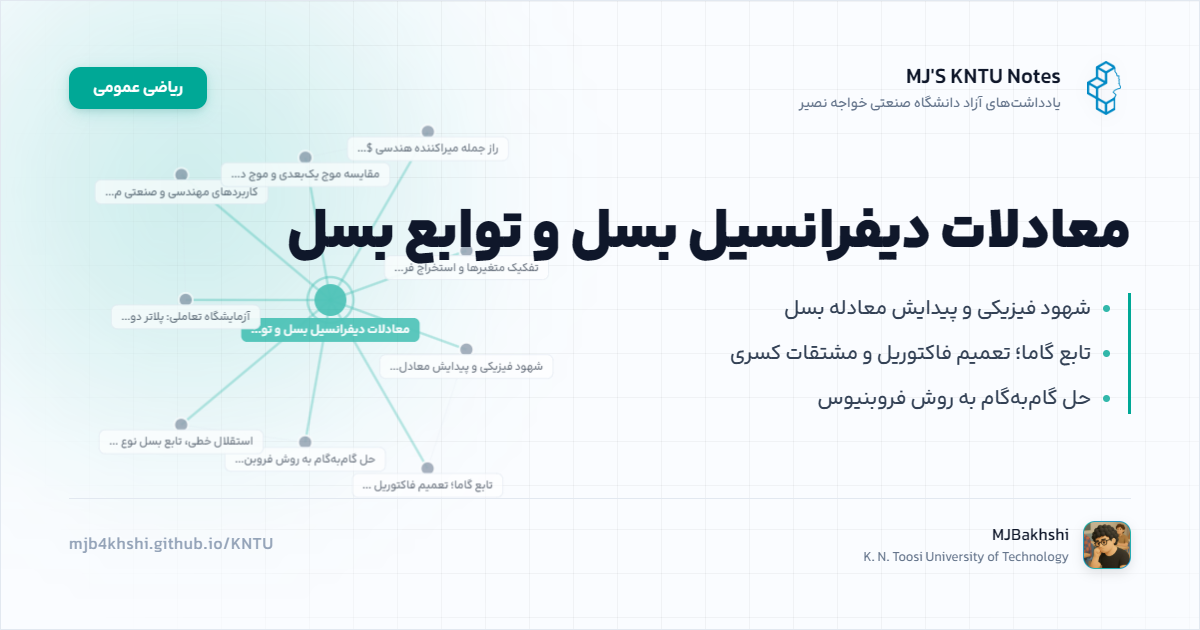 MJ'S KNTU Notes
یادداشت‌های آزاد دانشگاه صنعتی خواجه نصیر
ریاضی عمومی
معادلات دیفرانسیل بسل و توابع بسل
شهود فیزیکی و پیدایش معادله بسل
تابع گاما؛ تعمیم فاکتوریل و مشتقات کسری
حل گام‌به‌گام به روش فروبنیوس
راز جمله میراکننده هندسی $...
مقایسه موج یک‌بعدی و موج د...
کاربردهای مهندسی و صنعتی م...
تفکیک متغیرها و استخراج فر...
آزمایشگاه تعاملی: پلاتر دو...
معادلات دیفرانسیل بسل و تو...
شهود فیزیکی و پیدایش معادل...
استقلال خطی، تابع بسل نوع ...
حل گام‌به‌گام به روش فروبن...
تابع گاما؛ تعمیم فاکتوریل ...
MJBakhshi
K. N. Toosi University of Technology
mjb4khshi.github.io/KNTU